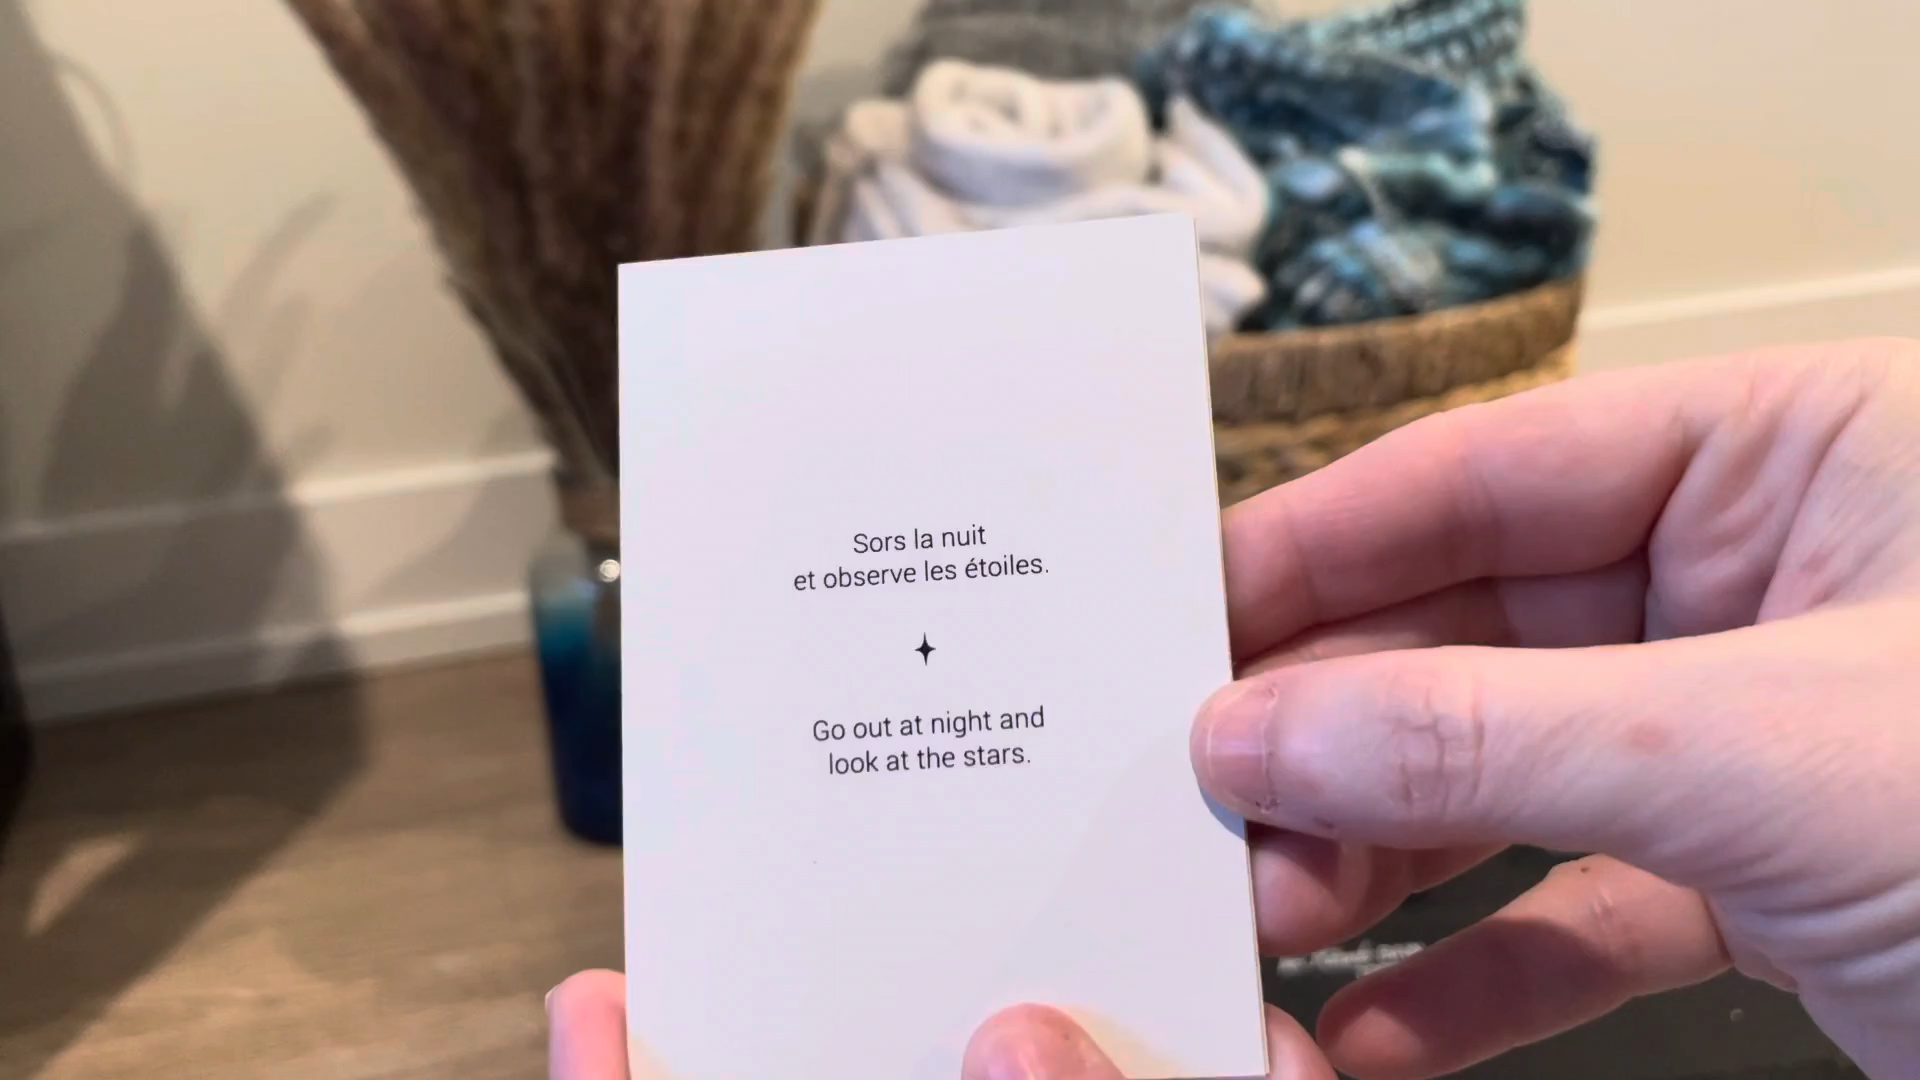 Sors la nuit
et observe les étoiles.
Go out at night and
look at the stars.